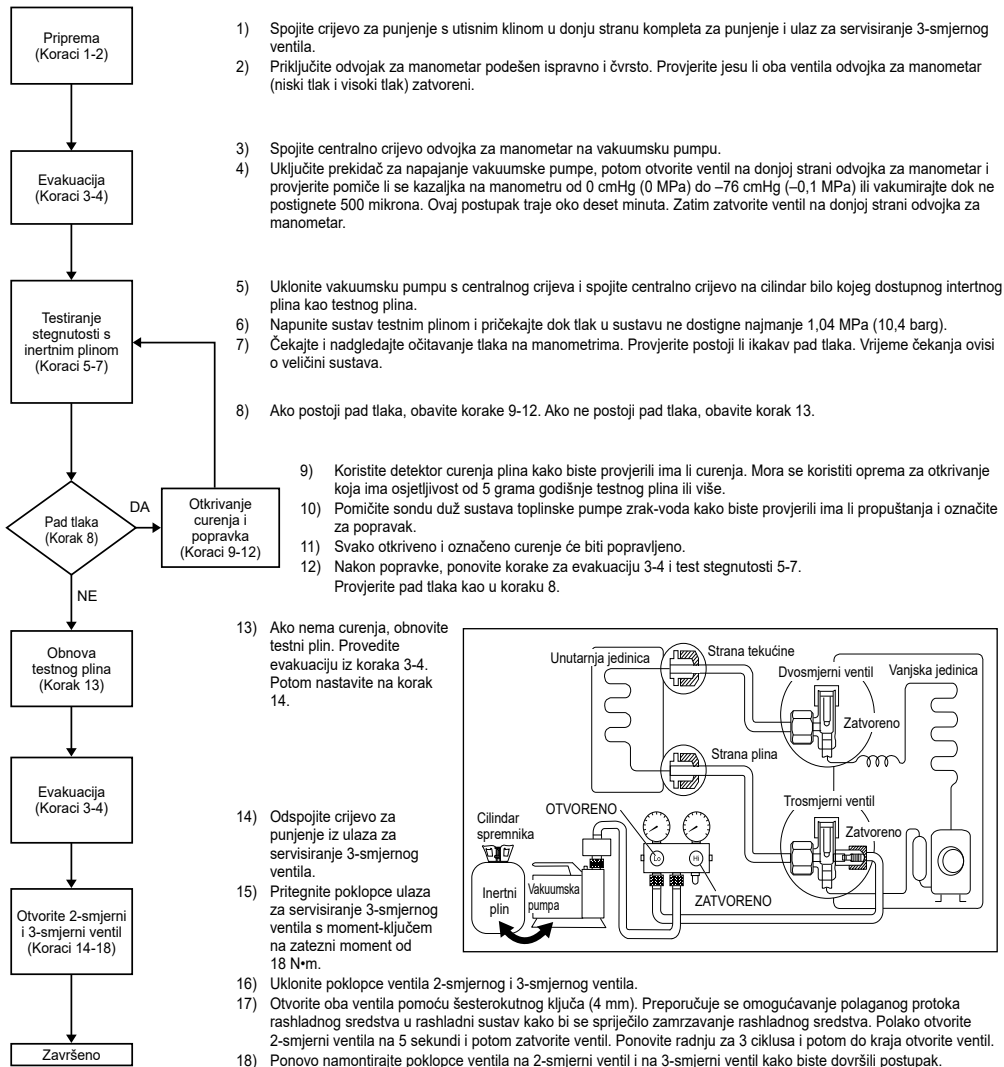 Priprema
(Koraci 1-2)
1) Spojite crijevo za punjenje s utisnim klinom u donju stranu kompleta za punjenje i ulaz za servisiranje 3-smjernog
ventila.
2) Priključite odvojak za manometar podešen ispravno i čvrsto. Provjerite jesu li oba ventila odvojka za manometar
(niski tlak i visoki tlak) zatvoreni.
Evakuacija
(Koraci 3-4)
3) Spojite centralno crijevo odvojka za manometar na vakuumsku pumpu.
4) Uključite prekidač za napajanje vakuumske pumpe, potom otvorite ventil na donjoj strani odvojka za manometar i
provjerite pomiče li se kazaljka na manometru od 0 cmHg (0 MPa) do –76 cmHg (–0,1 MPa) ili vakumirajte dok ne
postignete 500 mikrona. Ovaj postupak traje oko deset minuta. Zatim zatvorite ventil na donjoj strani odvojka za
manometar.
Testiranje
stegnutosti s
inertnim plinom
(Koraci 5-7)
5) Uklonite vakuumsku pumpu s centralnog crijeva i spojite centralno crijevo na cilindar bilo kojeg dostupnog intertnog
plina kao testnog plina.
6) Napunite sustav testnim plinom i pričekajte dok tlak u sustavu ne dostigne najmanje 1,04 MPa (10,4 barg).
7) Čekajte i nadgledajte očitavanje tlaka na manometrima. Provjerite postoji li ikakav pad tlaka. Vrijeme čekanja ovisi
o veličini sustava.
8) Ako postoji pad tlaka, obavite korake 9-12. Ako ne postoji pad tlaka, obavite korak 13.
Pad tlaka
(Korak 8)
DA
NE
Otkrivanje
curenja i
popravka
(Koraci 9-12)
9) Koristite detektor curenja plina kako biste provjerili ima li curenja. Mora se koristiti oprema za otkrivanje
koja ima osjetljivost od 5 grama godišnje testnog plina ili više.
10) Pomičite sondu duž sustava toplinske pumpe zrak-voda kako biste provjerili ima li propuštanja i označite
za popravak.
11) Svako otkriveno i označeno curenje će biti popravljeno.
12) Nakon popravke, ponovite korake za evakuaciju 3-4 i test stegnutosti 5-7.
Provjerite pad tlaka kao u koraku 8.
Obnova
testnog plina
(Korak 13)
13) Ako nema curenja, obnovite
testni plin. Provedite
evakuaciju iz koraka 3-4.
Potom nastavite na korak
14.
Evakuacija
(Koraci 3-4)
Otvorite 2-smjerni
i 3-smjerni ventil
(Koraci 14-18)
14) Odspojite crijevo za
punjenje iz ulaza za
servisiranje 3-smjernog
ventila.
15) Pritegnite poklopce ulaza
za servisiranje 3-smjernog
ventila s moment-ključem
na zatezni moment od
18 N•m.
Unutarnja jedinica
Strana tekućine
Dvosmjerni ventil
Vanjska jedinica
Zatvoreno
Strana plina
OTVORENO
Trosmjerni ventil
Cilindar
spremnika
Zatvoreno
Lo
Hi
Inertni
plin
Vakuumska
pumpa
ZATVORENO
16) Uklonite poklopce ventila 2-smjernog i 3-smjernog ventila.
17) Otvorite oba ventila pomoću šesterokutnog ključa (4 mm). Preporučuje se omogućavanje polaganog protoka
rashladnog sredstva u rashladni sustav kako bi se spriječilo zamrzavanje rashladnog sredstva. Polako otvorite
2-smjerni ventil na 5 sekundi i potom zatvorite ventil. Ponovite radnju za 3 ciklusa i potom do kraja otvorite ventil.
18) Ponovo namontirajte poklopce ventila na 2-smjerni ventil i na 3-smjerni ventil kako biste dovršili postupak.
Završeno